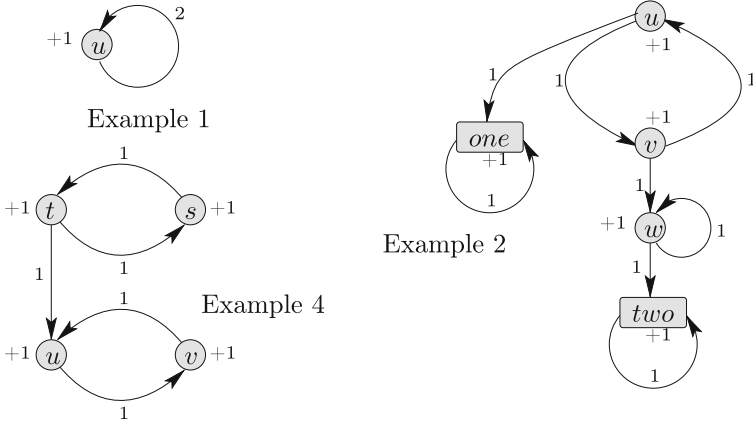 2
+1 u
Example 1
1
+1 t s +1
1
1
Example 4
1
+1 u v +1
1
u
+1
1 1 1
one
+1
1
+1
v
1
Example 2
+1 w 1
1
two
+1
1